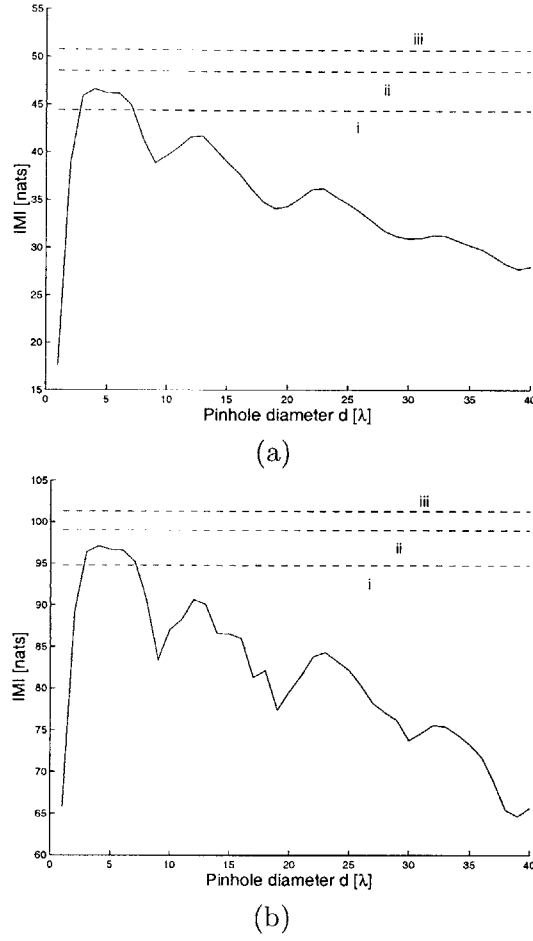 55
iii
50
ii
45
i
40
IMI [nats]
35
30
25
20
15
0 5 10 15 20 25 30 35 40
Pinhole diameter d [λ]
(a)
105
iii
100
ii
95
i
90
85
IMI [nats]
80
75
70
65
60
0 5 10 15 20 25 30 35 40
Pinhole diameter d [λ]
(b)